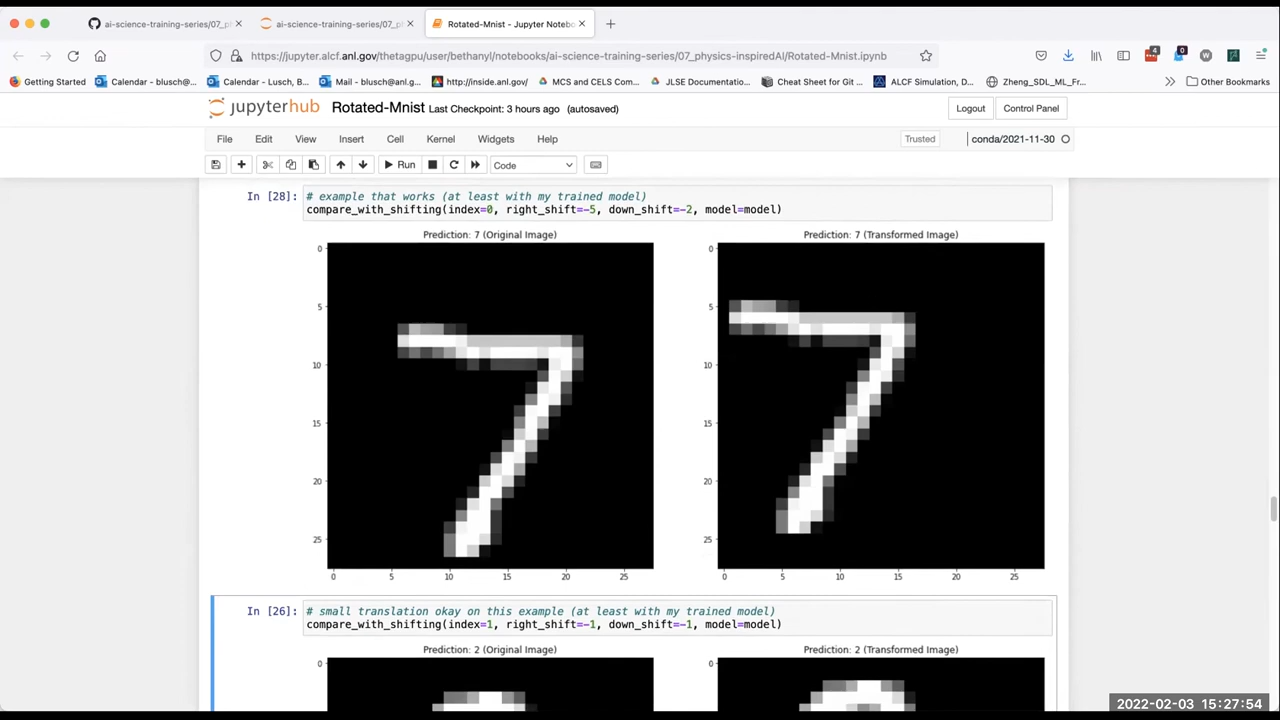 ai-science-training-series/07_ph × ai-science-training-series/07_p × Rotated-Mnist - Jupyter Notebo × +
https://jupyter.alcf.anl.gov/thetagpu/user/bethanyl/notebooks/ai-science-training-series/07_physics-inspiredAI/Rotated-Mnist.ipynb 4 0
Getting Started Calendar - blusch@... Calendar - Lusch, B... Mail - blusch@anl.g... http://inside.anl.gov/ MCS and CELS Com... JLSE Documentatio... Cheat Sheet for Git ... ALCF Simulation, D... Zheng_SDL_ML_Fr... Other Bookmarks
jupyterhub Rotated-Mnist Last Checkpoint: 3 hours ago (autosaved) Logout Control Panel
File Edit View Insert Cell Kernel Widgets Help Trusted conda/2021-11-30
Run Code
In [28]: # example that works (at least with my trained model)
compare_with_shifting(index=0, right_shift=-5, down_shift=-2, model=model)
Prediction: 7 (Original Image) Prediction: 7 (Transformed Image)
0 0
5 5
10 10
15 15
20 20
25 25
0 5 10 15 20 25 0 5 10 15 20 25
In [26]: # small translation okay on this example (at least with my trained model)
compare_with_shifting(index=1, right_shift=-1, down_shift=-1, model=model)
Prediction: 2 (Original Image) Prediction: 2 (Transformed Image)
0 0
2022-02-03 15:27:54